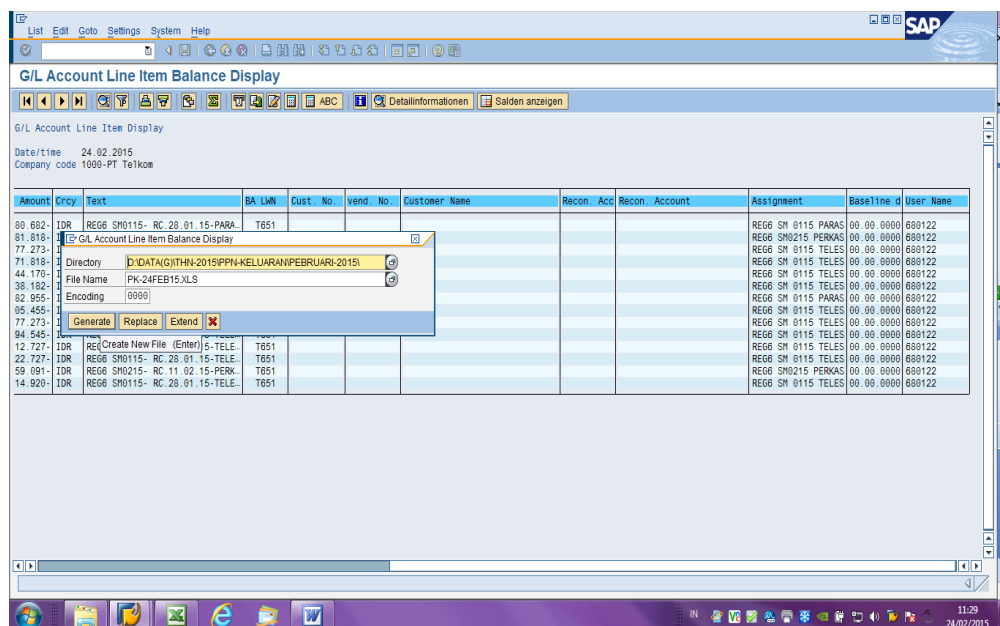 List Edit Goto Settings System Help
SAP
G/L Account Line Item Balance Display
ABC Detailinformationen Salden anzeigen
G/L Account Line Item Display
Date/time 24.02.2015
Company code 1000-PT Telkom
Amount Crcy Text BA LWN Cust. No. vend. No. Customer Name Recon. Acc Recon. Account Assignment Baseline d User Name
80.682- IDR REG6 SM0115- RC.28.01.15-PARA… T651 REG6 SM 0115 PARAS 00.00.0000 680122
81.818- REG6 SM0215 PERKAS 00.00.0000 680122
77.273- REG6 SM 0115 TELES 00.00.0000 680122
71.818- REG6 SM 0115 TELES 00.00.0000 680122
44.170- REG6 SM 0115 TELES 00.00.0000 680122
38.182- REG6 SM 0115 TELES 00.00.0000 680122
82.955- REG6 SM 0115 PARAS 00.00.0000 680122
05.455- REG6 SM 0115 TELES 00.00.0000 680122
77.273- REG6 SM 0115 TELES 00.00.0000 680122
94.545- REG6 SM 0115 TELES 00.00.0000 680122
12.727- IDR 5-TELE… T651 REG6 SM 0115 TELES 00.00.0000 680122
22.727- IDR REG6 SM0115- RC.28.01.15-TELE… T651 REG6 SM 0115 TELES 00.00.0000 680122
59.091- IDR REG6 SM0115- RC.11.02.15-PERK… T651 REG6 SM0215 PERKAS 00.00.0000 680122
14.920- IDR REG6 SM0115- RC.28.01.15-TELE… T651 REG6 SM 0115 TELES 00.00.0000 680122
G/L Account Line Item Balance Display
Directory D:\DATA(G)\THN-2015\PPN-KELUARAN\PEBRUARI-2015\
File Name PK-24FEB15.XLS
Encoding 0000
Generate Replace Extend
Create New File (Enter)
IN 11:29
24/02/2015